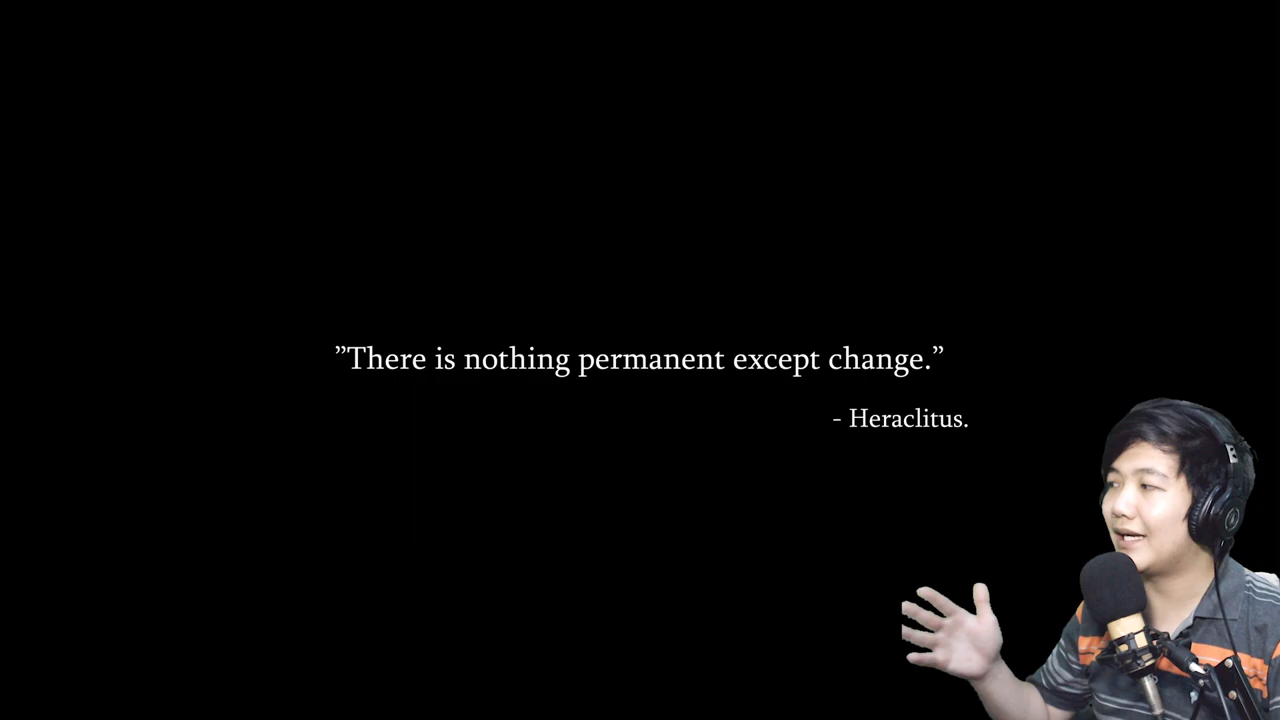 ”There is nothing permanent except change.”
- Heraclitus.